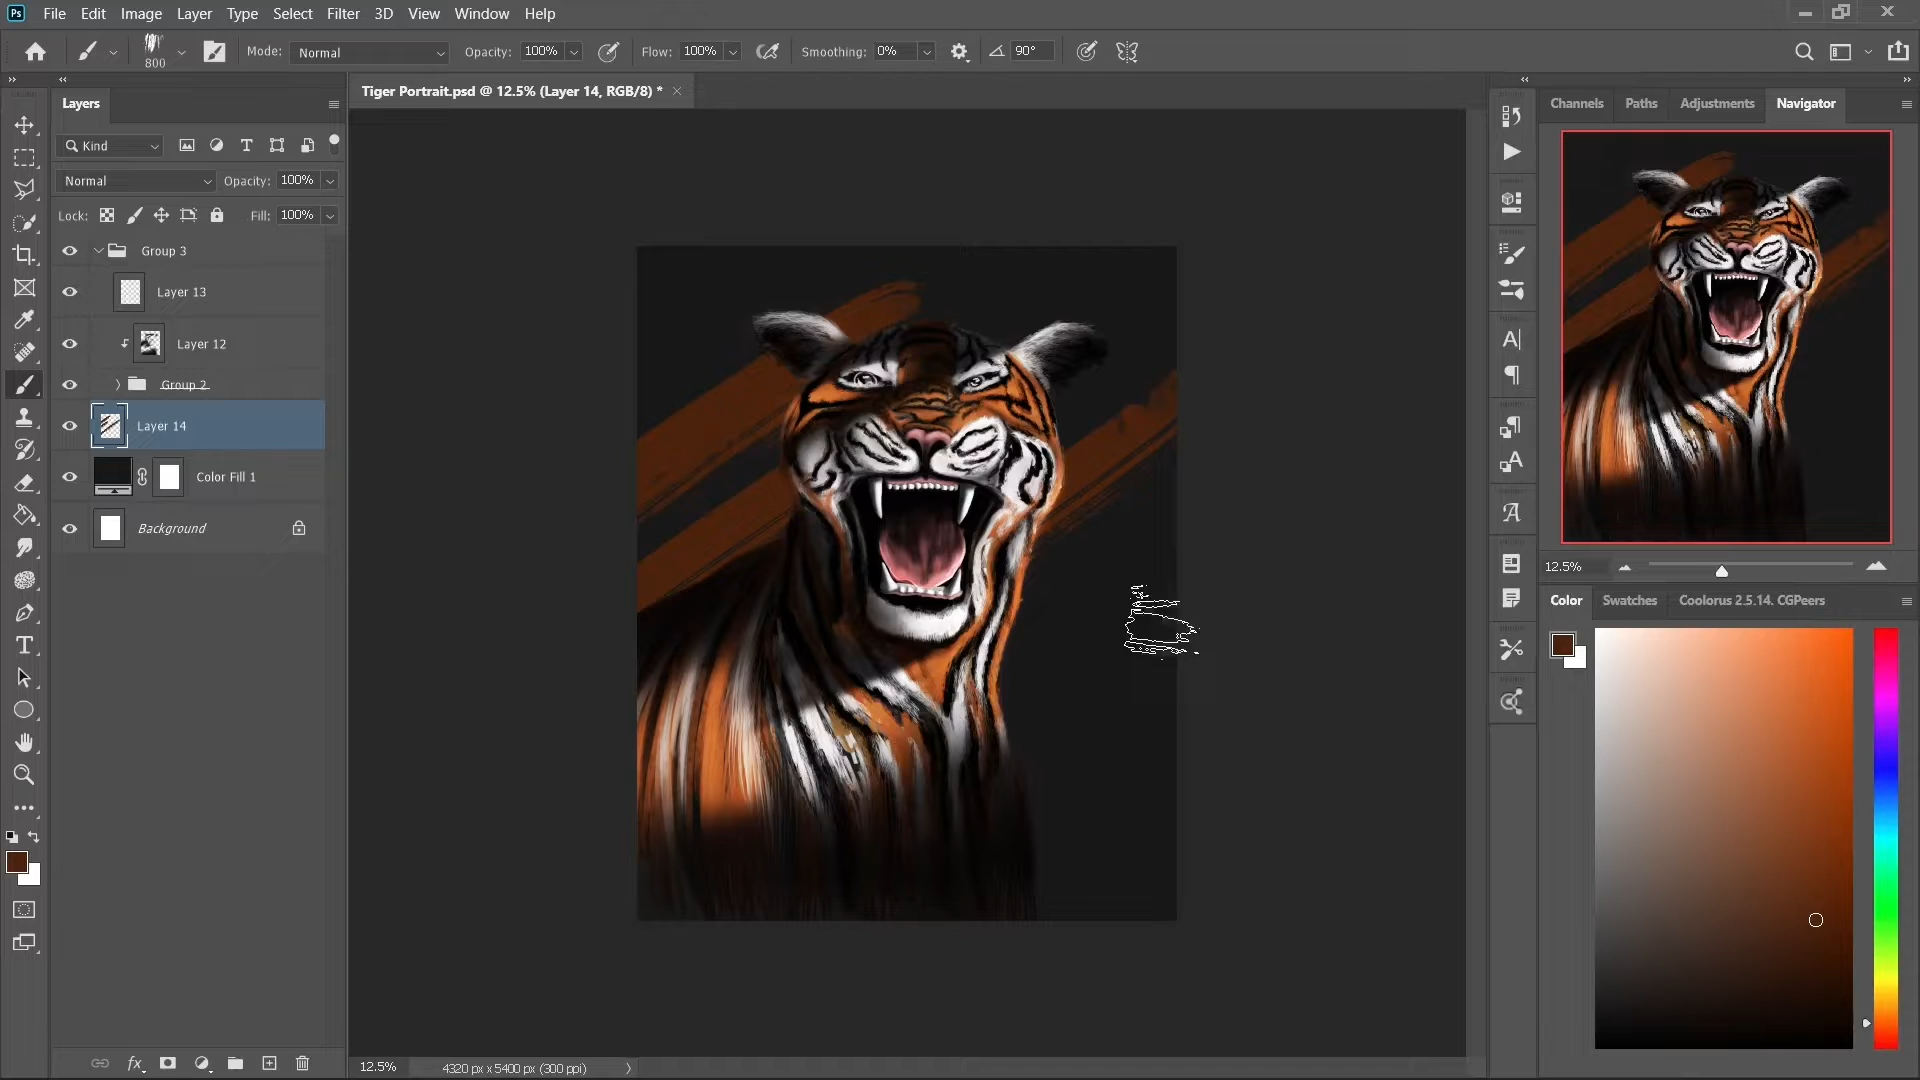 Ps File Edit Image Layer Type Select Filter 3D View Window Help
800 Mode: Normal Opacity: 100% Flow: 100% Smoothing: 0% 90°
Layers
Tiger Portrait.psd @ 12.5% (Layer 14, RGB/8) *
Channels Paths Adjustments Navigator
Kind
Normal Opacity: 100%
Lock: Fill: 100%
Group 3
Layer 13
Layer 12
Group 2
Layer 14
Color Fill 1
Background
12.5%
Color Swatches Coolorus 2.5.14. CGPeers
fx
12.5% 4320 px x 5400 px (300 ppi)